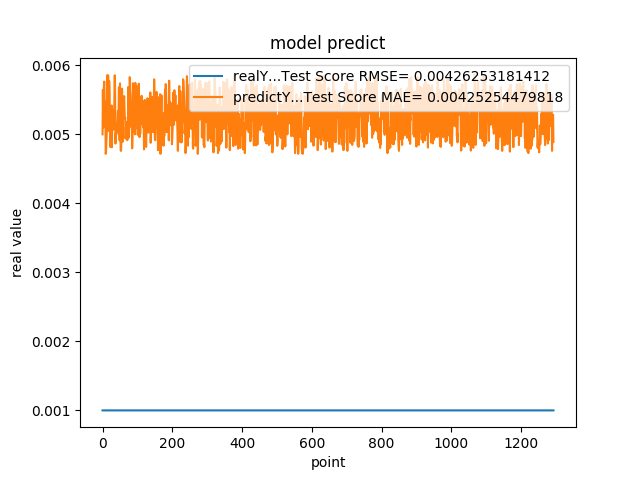 model predict
realY...Test Score RMSE= 0.00426253181412
predictY...Test Score MAE= 0.00425254479818
0.006
0.005
0.004
0.003
0.002
0.001
real value
0 200 400 600 800 1000 1200
point